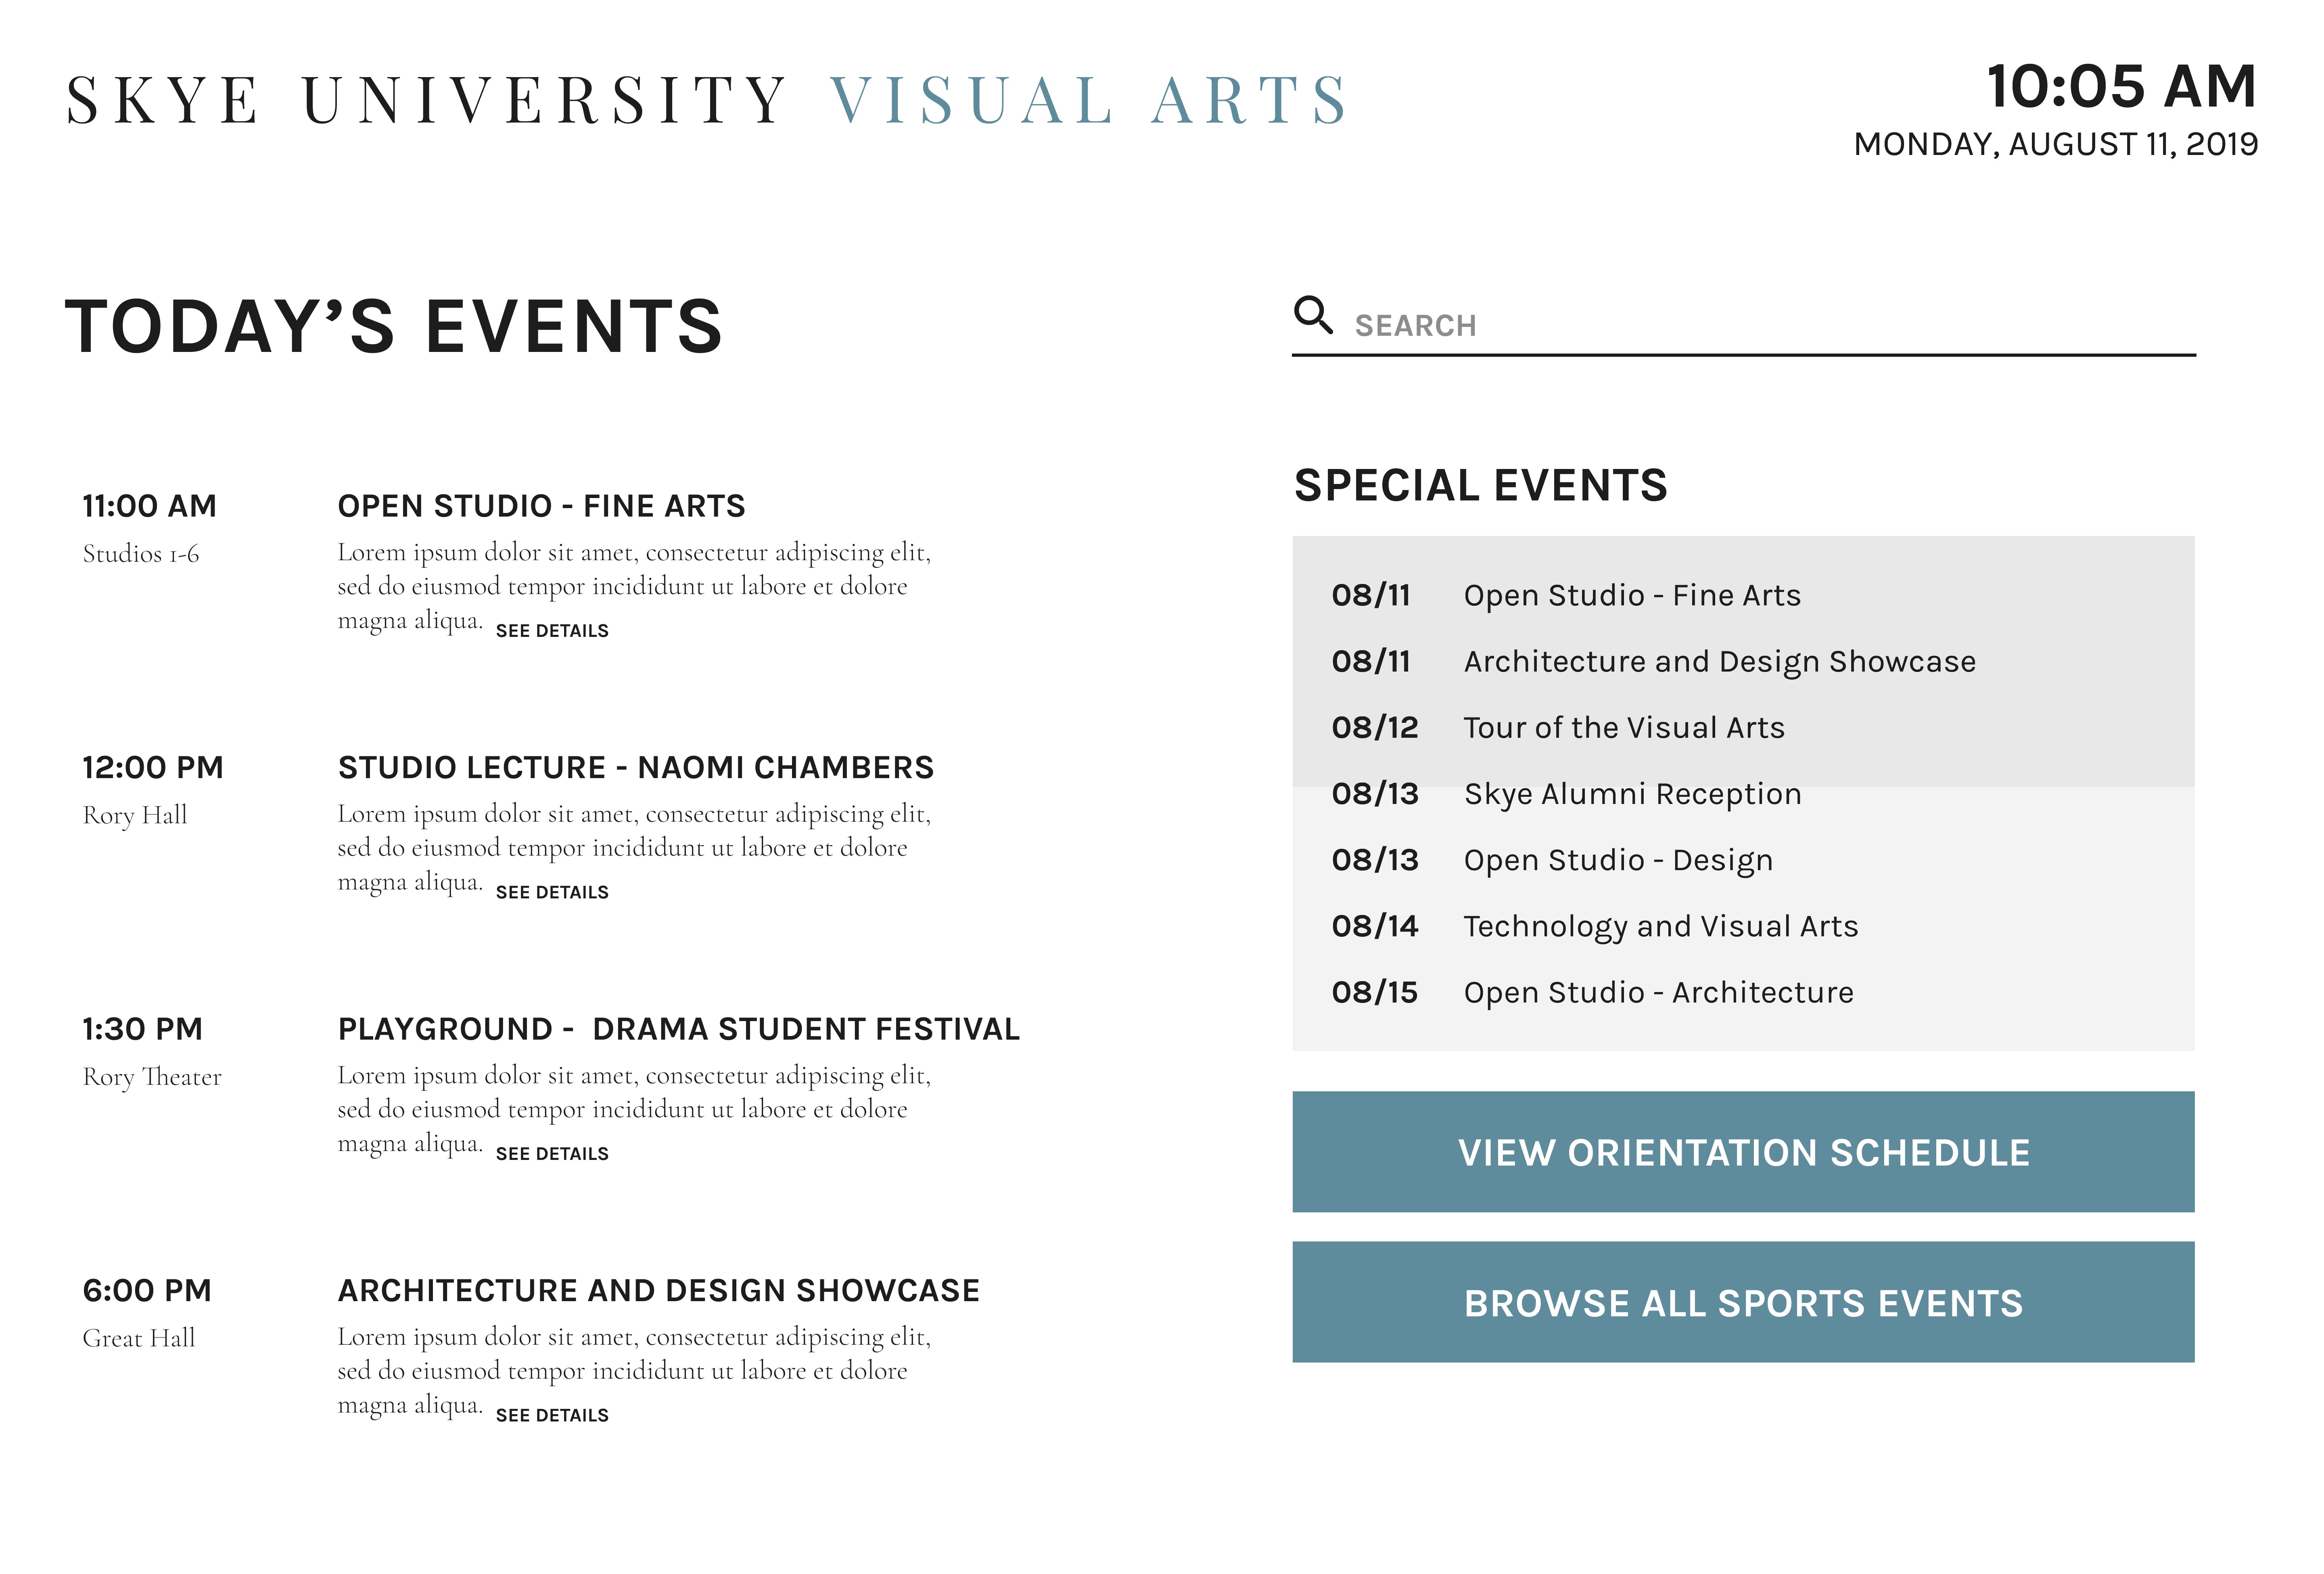 SKYE UNIVERSITY VISUAL ARTS
10:05 AM
MONDAY, AUGUST 11, 2019
TODAY’S EVENTS
11:00 AM
Studios 1-6
OPEN STUDIO - FINE ARTS
Lorem ipsum dolor sit amet, consectetur adipiscing elit,
sed do eiusmod tempor incididunt ut labore et dolore
magna aliqua. SEE DETAILS
12:00 PM
Rory Hall
STUDIO LECTURE - NAOMI CHAMBERS
Lorem ipsum dolor sit amet, consectetur adipiscing elit,
sed do eiusmod tempor incididunt ut labore et dolore
magna aliqua. SEE DETAILS
1:30 PM
Rory Theater
PLAYGROUND -  DRAMA STUDENT FESTIVAL
Lorem ipsum dolor sit amet, consectetur adipiscing elit,
sed do eiusmod tempor incididunt ut labore et dolore
magna aliqua. SEE DETAILS
6:00 PM
Great Hall
ARCHITECTURE AND DESIGN SHOWCASE
Lorem ipsum dolor sit amet, consectetur adipiscing elit,
sed do eiusmod tempor incididunt ut labore et dolore
magna aliqua. SEE DETAILS
SEARCH
SPECIAL EVENTS
08/11 Open Studio - Fine Arts
08/11 Architecture and Design Showcase
08/12 Tour of the Visual Arts
08/13 Skye Alumni Reception
08/13 Open Studio - Design
08/14 Technology and Visual Arts
08/15 Open Studio - Architecture
VIEW ORIENTATION SCHEDULE
BROWSE ALL SPORTS EVENTS